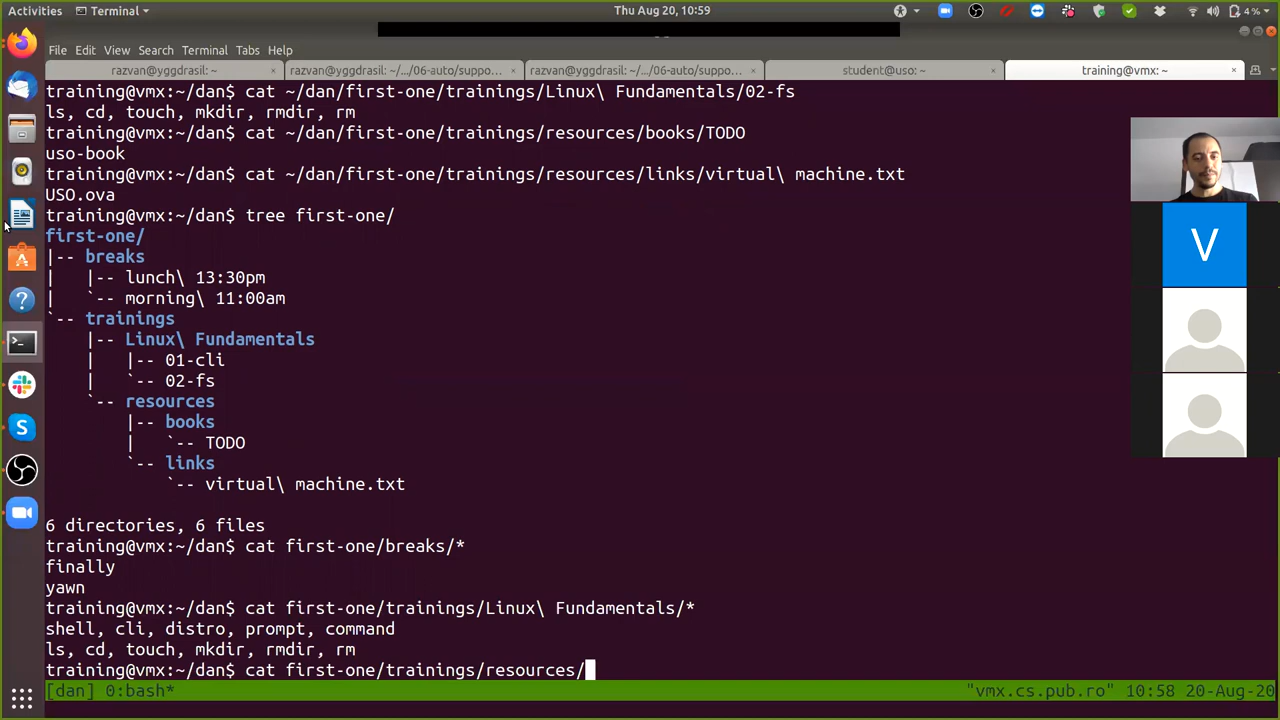 Activities Terminal Thu Aug 20, 10:59 4%
File Edit View Search Terminal Tabs Help
razvan@yggdrasil: ~ × razvan@yggdrasil: ~/.../06-auto/suppo... × razvan@yggdrasil: ~/.../06-auto/suppo... × student@uso: ~ × training@vmx: ~ ×
training@vmx:~/dan$ cat ~/dan/first-one/trainings/Linux\ Fundamentals/02-fs
ls, cd, touch, mkdir, rmdir, rm
training@vmx:~/dan$ cat ~/dan/first-one/trainings/resources/books/TODO
uso-book
training@vmx:~/dan$ cat ~/dan/first-one/trainings/resources/links/virtual\ machine.txt
USO.ova
training@vmx:~/dan$ tree first-one/
first-one/
|-- breaks
|   |-- lunch\ 13:30pm
|   `-- morning\ 11:00am
`-- trainings
    |-- Linux\ Fundamentals
    |   |-- 01-cli
    |   `-- 02-fs
    `-- resources
        |-- books
        |   `-- TODO
        `-- links
            `-- virtual\ machine.txt
6 directories, 6 files
training@vmx:~/dan$ cat first-one/breaks/*
finally
yawn
training@vmx:~/dan$ cat first-one/trainings/Linux\ Fundamentals/*
shell, cli, distro, prompt, command
ls, cd, touch, mkdir, rmdir, rm
training@vmx:~/dan$ cat first-one/trainings/resources/
[dan] 0:bash* "vmx.cs.pub.ro" 10:58 20-Aug-20
V